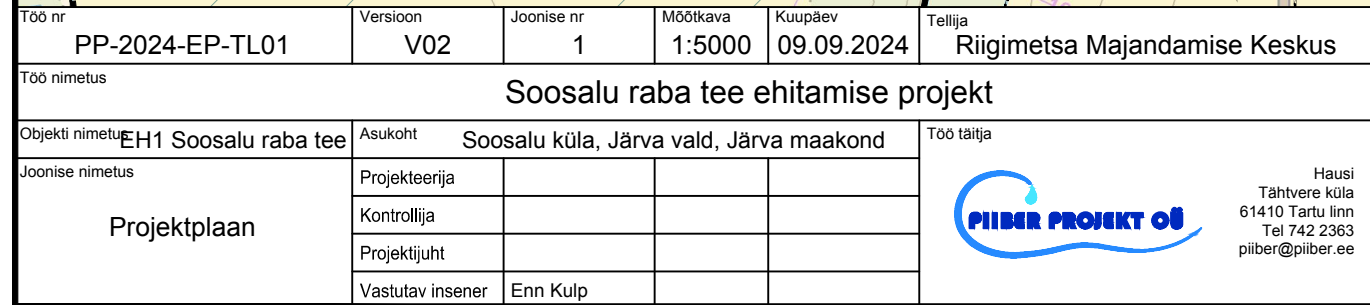 Töö nr
PP-2024-EP-TL01
Versioon
V02
Joonise nr
1
Mõõtkava
1:5000
Kuupäev
09.09.2024
Tellija
Riigimetsa Majandamise Keskus
Töö nimetus
Soosalu raba tee ehitamise projekt
Objekti nimetus
EH1 Soosalu raba tee
Asukoht
Soosalu küla, Järva vald, Järva maakond
Töö täitja
PIIBER PROJEKT OÜ
Hausi
Tähtvere küla
61410 Tartu linn
Tel 742 2363
piiber@piiber.ee
Joonise nimetus
Projektplaan
Projekteerija
Kontrollija
Projektijuht
Vastutav insener
Enn Kulp